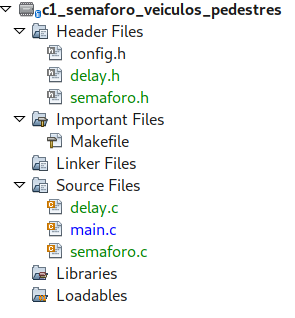 c1_semaforo_veiculos_pedestres
Header Files
config.h
delay.h
semaforo.h
Important Files
Makefile
Linker Files
Source Files
delay.c
main.c
semaforo.c
Libraries
Loadables